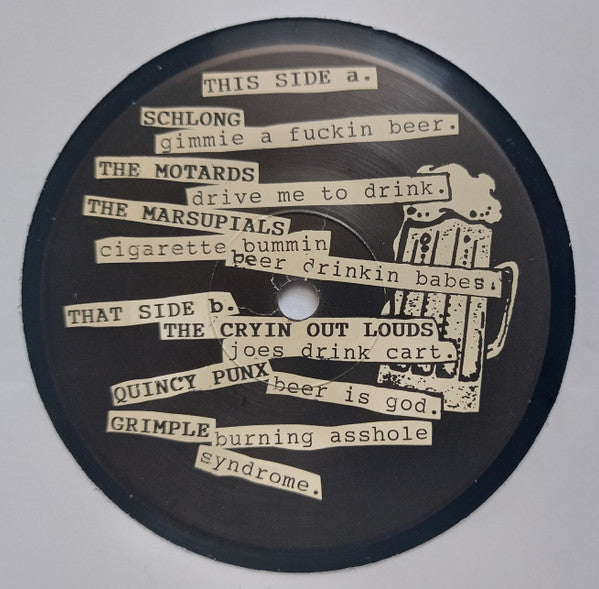 THIS SIDE a.
SCHLONG
gimmie a fuckin beer.
THE MOTARDS
drive me to drink.
THE MARSUPIALS
cigarette bummin
beer drinkin babes.
THAT SIDE b.
THE CRYIN OUT LOUDS
joes drink cart.
QUINCY PUNX
beer is god.
GRIMPLE burning asshole
syndrome.